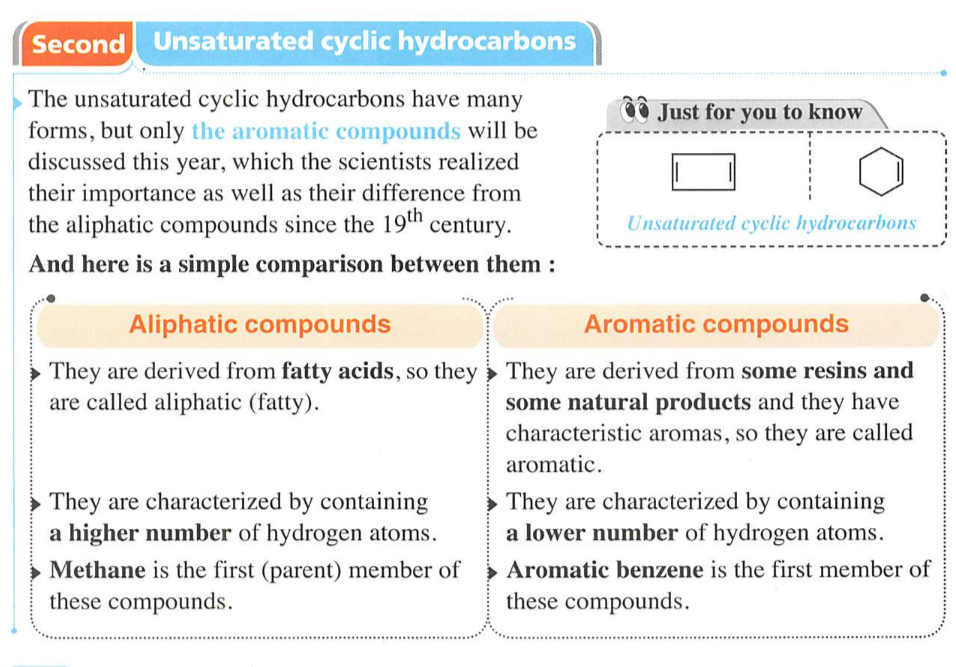 Second Unsaturated cyclic hydrocarbons
The unsaturated cyclic hydrocarbons have many
forms, but only the aromatic compounds will be
discussed this year, which the scientists realized
their importance as well as their difference from
the aliphatic compounds since the 19th century.
Just for you to know
Unsaturated cyclic hydrocarbons
And here is a simple comparison between them :
Aliphatic compounds
They are derived from fatty acids, so they
are called aliphatic (fatty).
They are characterized by containing
a higher number of hydrogen atoms.
Methane is the first (parent) member of
these compounds.
Aromatic compounds
They are derived from some resins and
some natural products and they have
characteristic aromas, so they are called
aromatic.
They are characterized by containing
a lower number of hydrogen atoms.
Aromatic benzene is the first member of
these compounds.